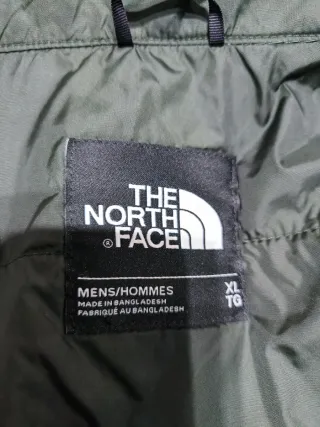 THE
NORTH
FACE
®
MENS/HOMMES
MADE IN BANGLADESH
FABRIQUÉ AU BANGLADESH
XL
TG